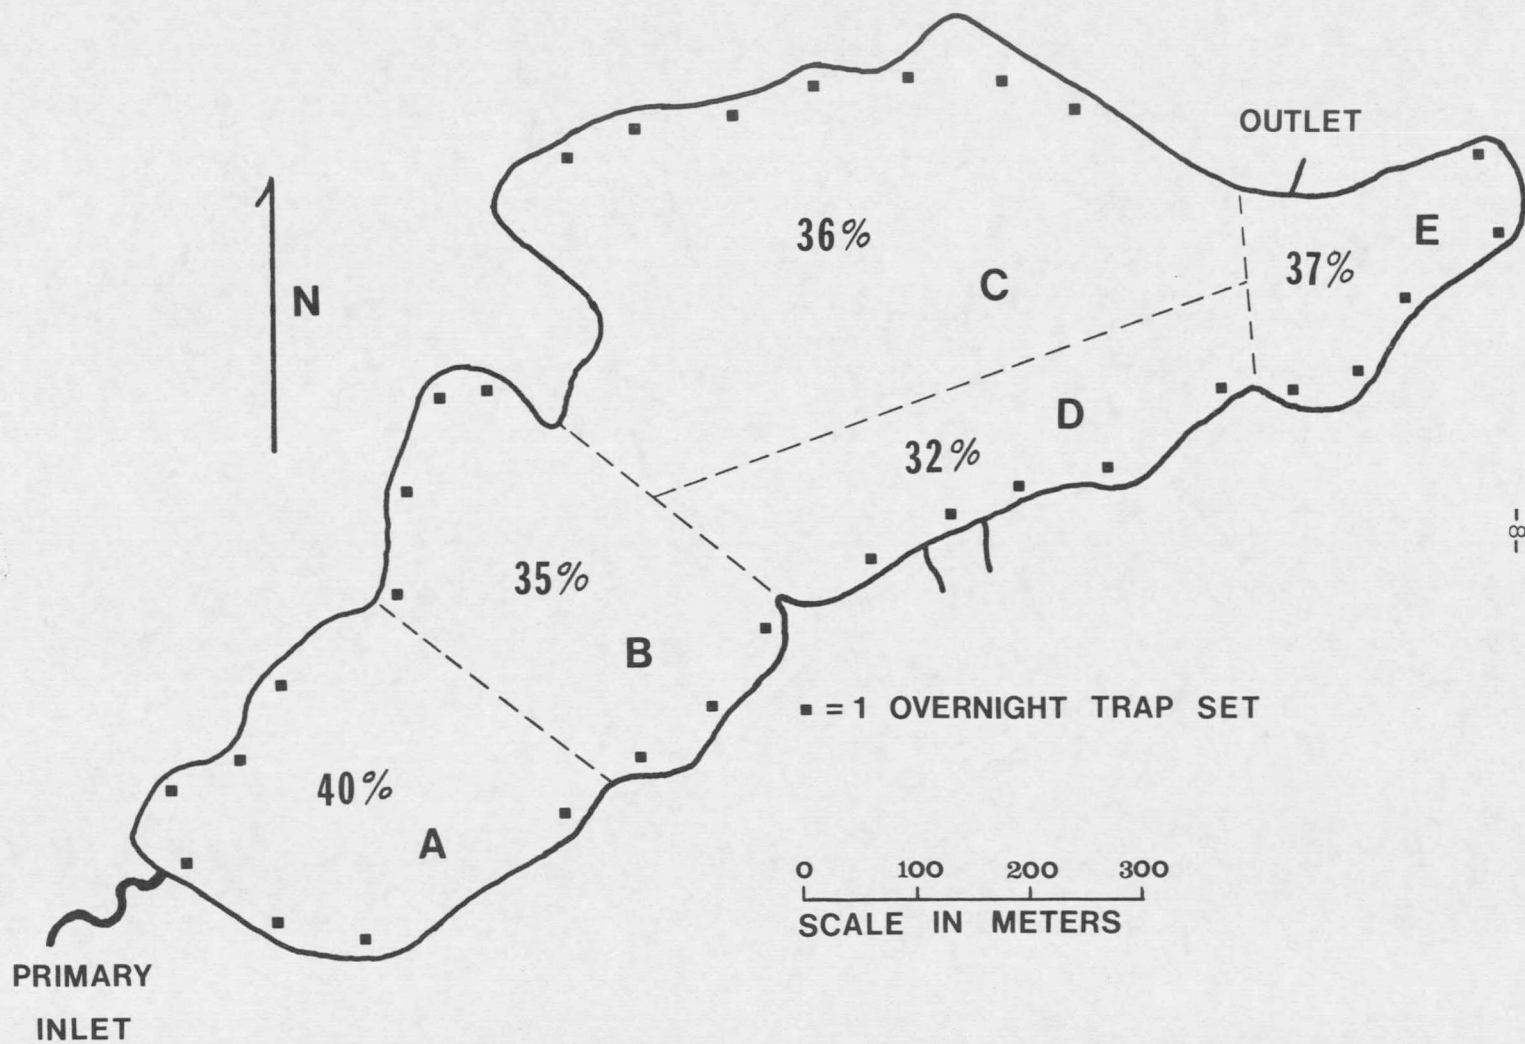 OUTLET
36%
E
37%
C
N
D
32%
-8-
35%
B
■ = 1 OVERNIGHT TRAP SET
40%
A
0 100 200 300
SCALE IN METERS
PRIMARY
INLET